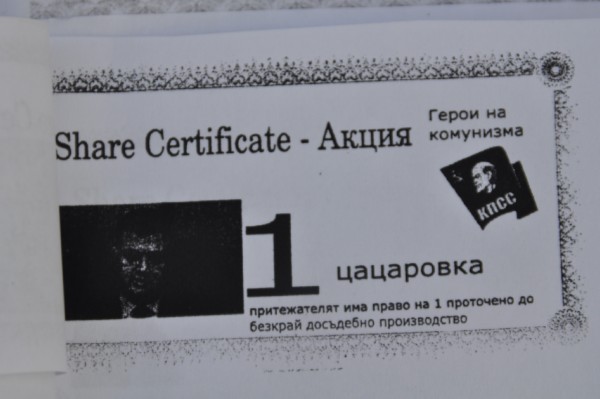 Share Certificate - Акция
Герои на
комунизма
КПСС
1
цацаровка
притежателят има право на 1 проточено до
безкрай досъдебно производство